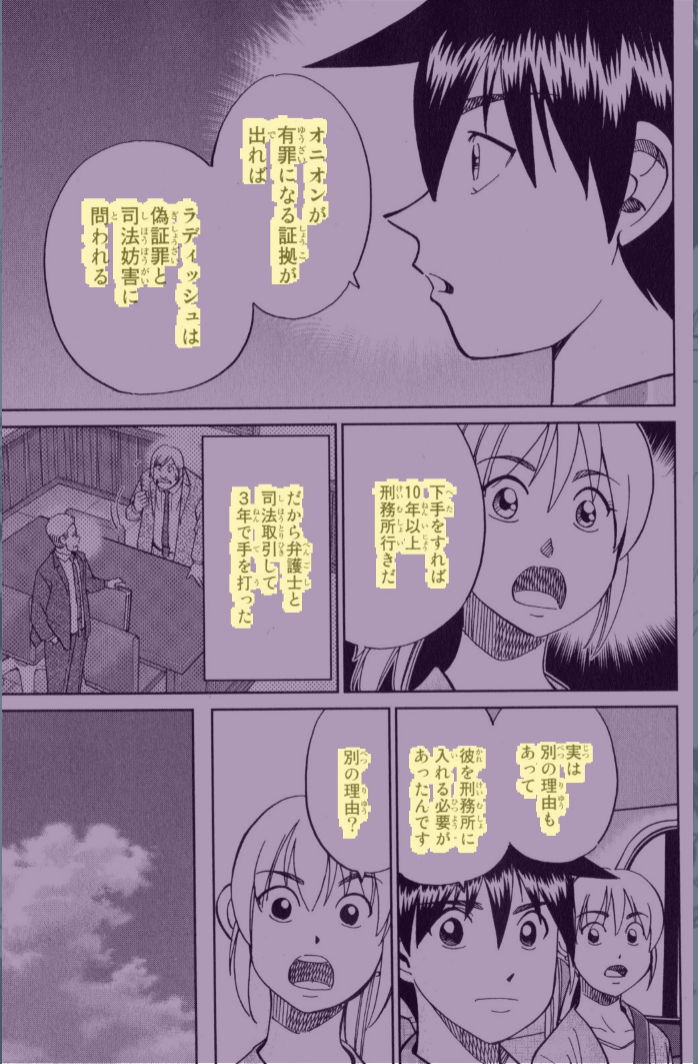 オニオンが
有罪になる証拠が
出れば
ラディッシュは
偽証罪と
司法妨害に
問われる
下手をすれば
10年以上
刑務所行きだ
だから弁護士と
司法取引して
3年で手を打った
実は
別の理由も
あって
彼を刑務所に
入れる必要が
あったんです
別の理由?